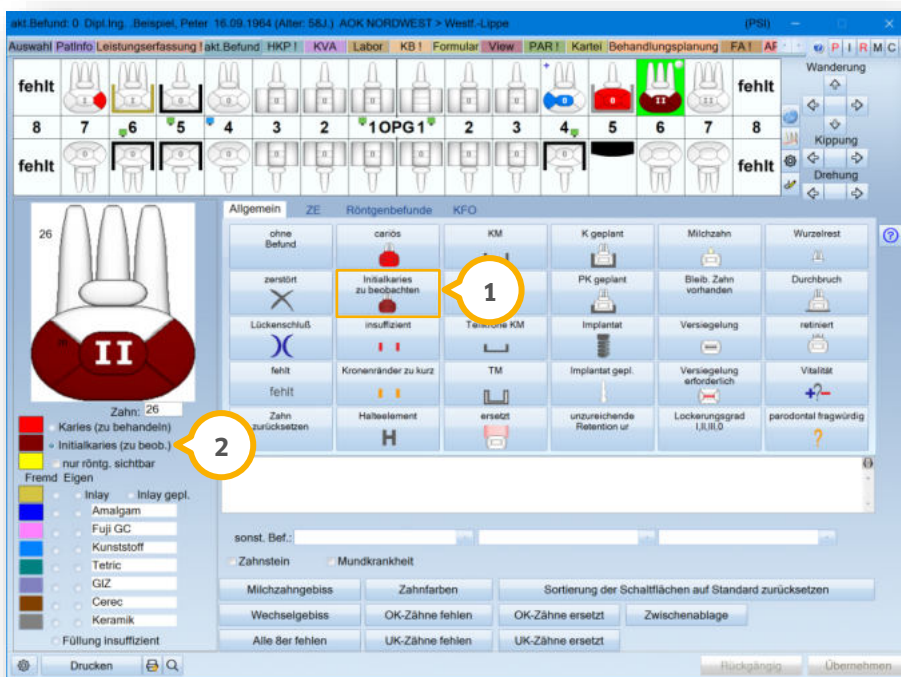 akt.Befund: 0 Dipl.Ing. .Beispiel, Peter 16.09.1964 (Alter: 58J.) AOK NORDWEST > Westf.-Lippe (PSI)
Auswahl PatInfo Leistungserfassung ! akt.Befund HKP ! KVA Labor KB ! Formular View PAR ! Kartei Behandlungsplanung FA ! AF P I R M C
fehlt fehlt Wanderung
8 7 6 5 4 3 2 1 OPG 1 2 3 4 5 6 7 8
Kippung
fehlt fehlt
Drehung
Allgemein ZE Röntgenbefunde KFO
26
ohne Befund cariös KM K geplant Milchzahn Wurzelrest
zerstört Initialkaries zu beobachten PK geplant Bleib. Zahn vorhanden Durchbruch
1
Lückenschluß insuffizient Teilkrone KM Implantat Versiegelung retiniert
II
fehlt Kronenränder zu kurz TM Implantat gepl. Versiegelung erforderlich Vitalität
fehlt
Zahn zurücksetzen Halteelement ersetzt unzureichende Retention ur Lockerungsgrad I,II,III,0 parodontal fragwürdig
H ?
Zahn: 26
Karies (zu behandeln)
Initialkaries (zu beob.)
2
nur röntg. sichtbar
Fremd Eigen
Inlay Inlay gepl.
Amalgam
Fuji GC
Kunststoff
Tetric
GIZ
Cerec
Keramik
Füllung insuffizient
sonst. Bef.:
Zahnstein Mundkrankheit
Milchzahngebiss Zahnfarben Sortierung der Schaltflächen auf Standard zurücksetzen
Wechselgebiss OK-Zähne fehlen OK-Zähne ersetzt Zwischenablage
Alle 8er fehlen UK-Zähne fehlen UK-Zähne ersetzt
Drucken Rückgängig Übernehmen